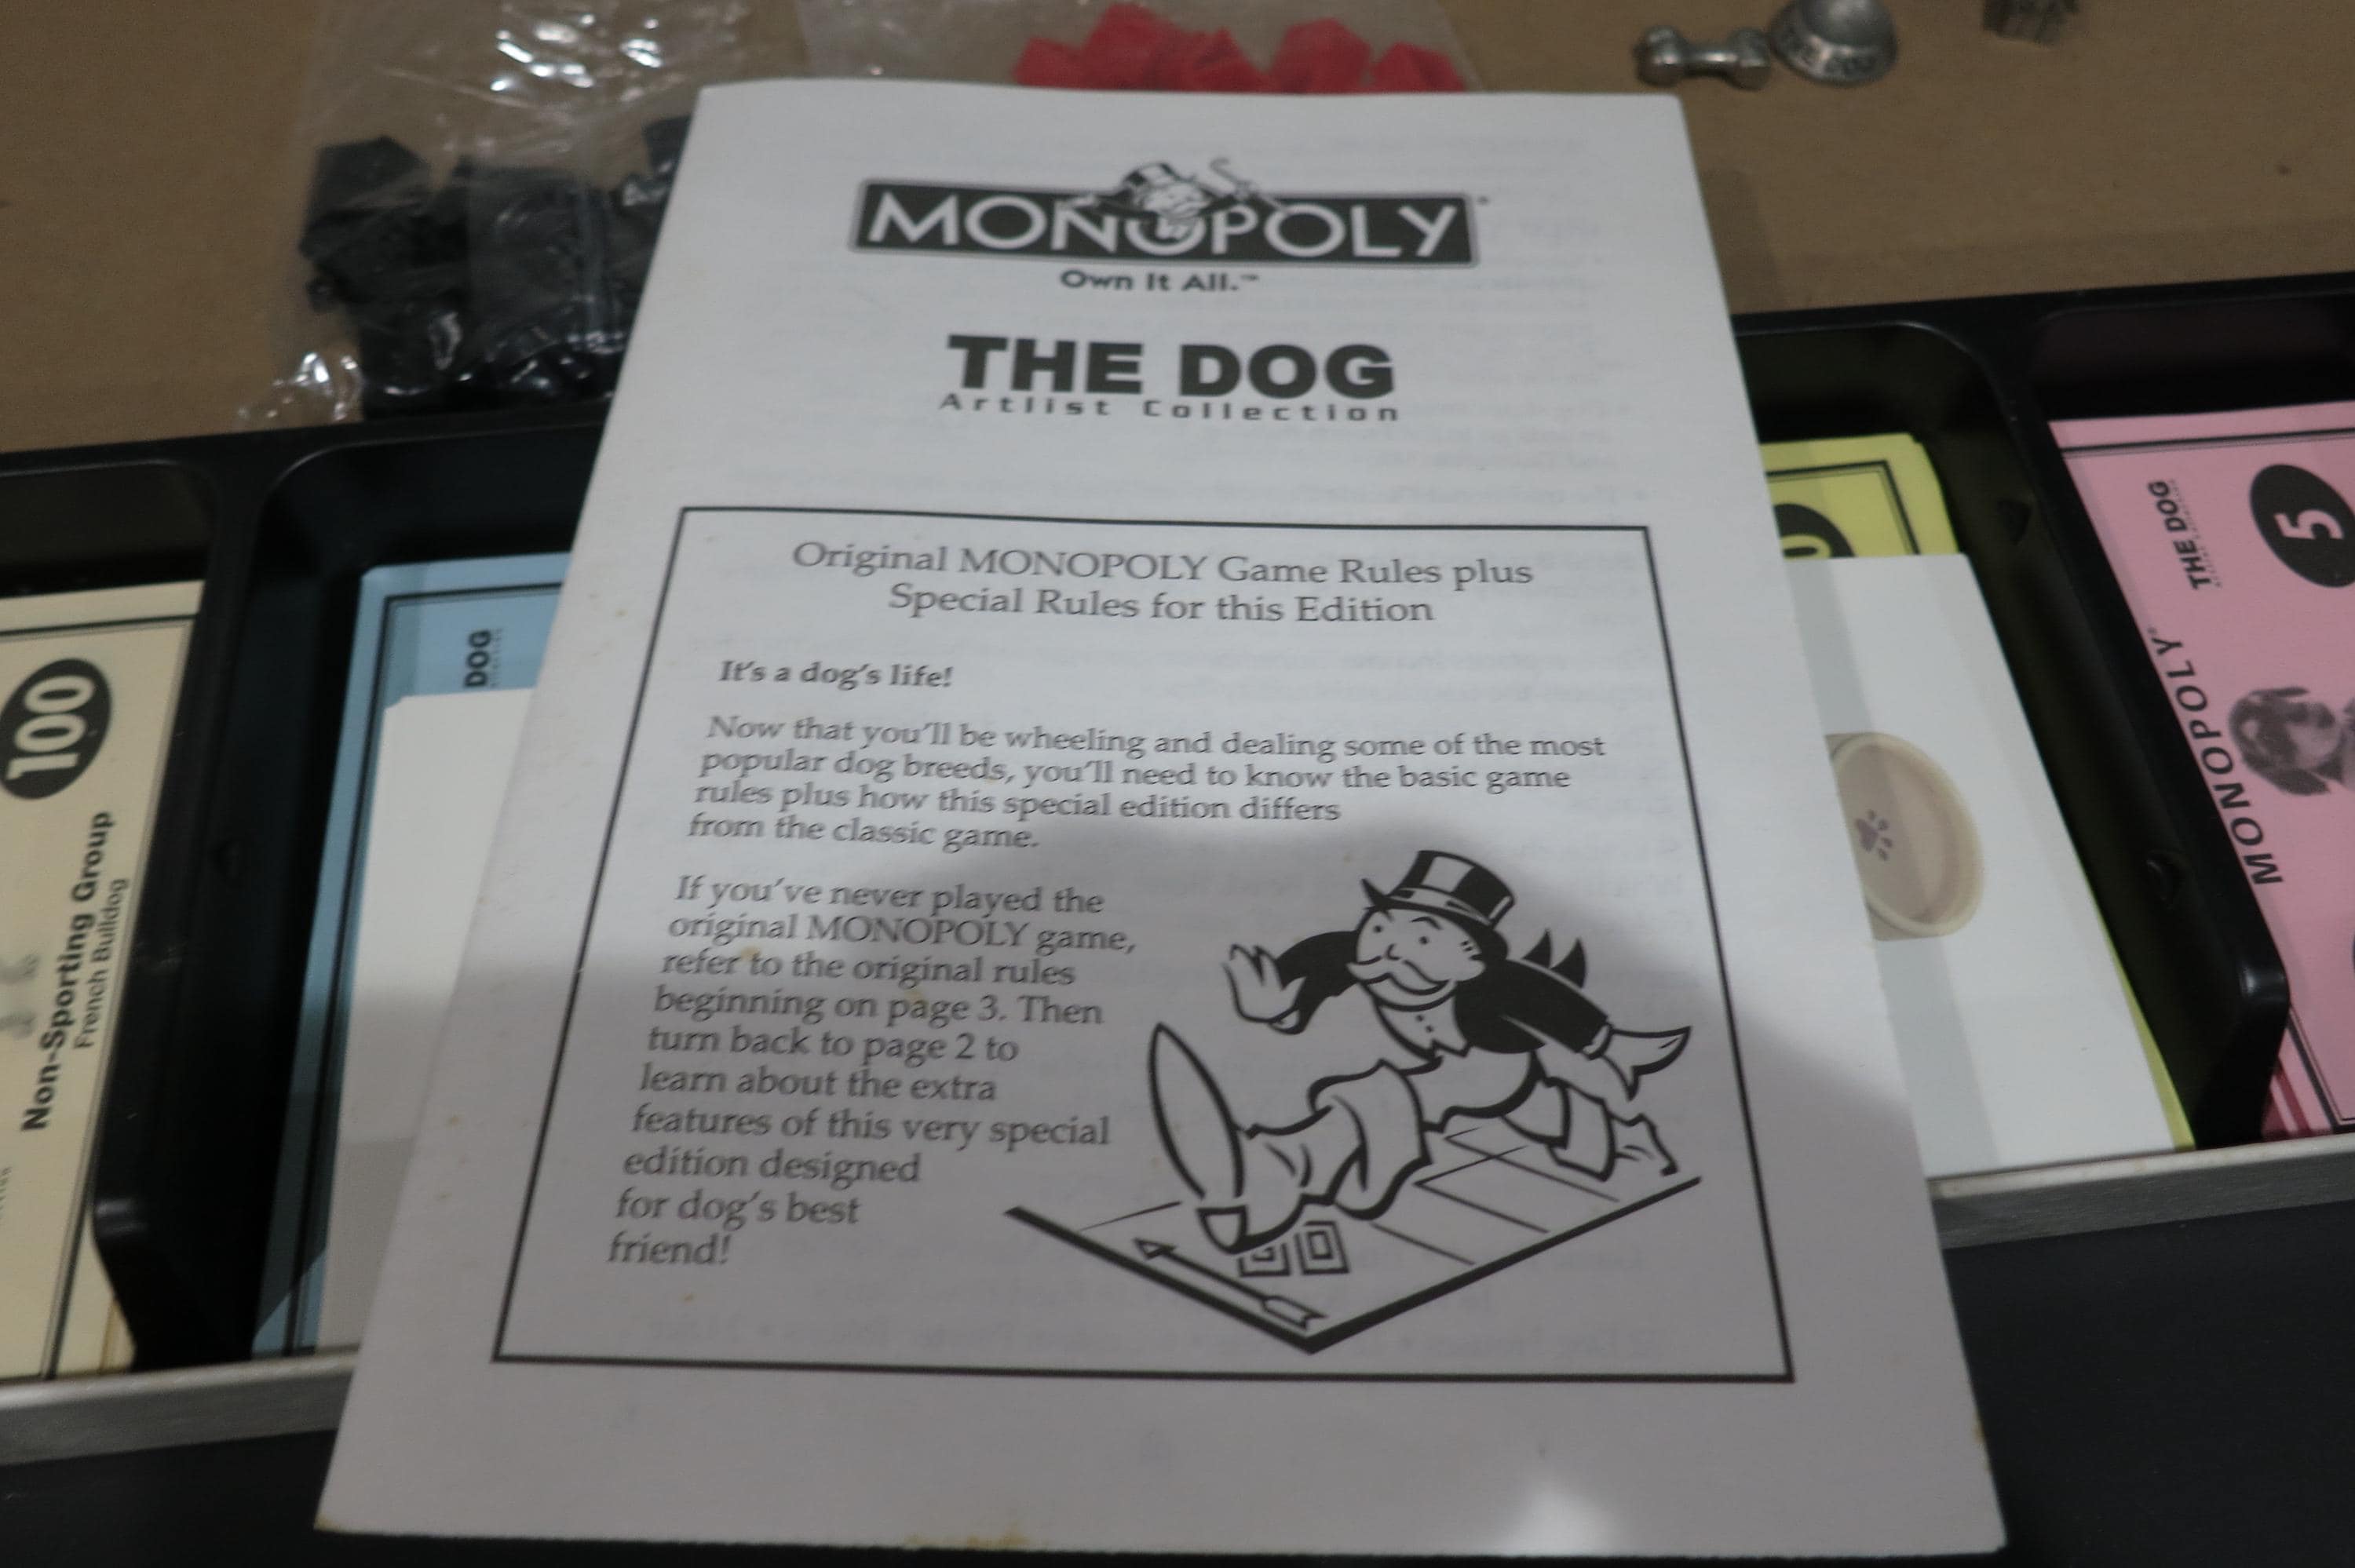 THE DOG
MONOPOLY
Own It All.™
THE DOG
Artlist Collection
Original MONOPOLY Game Rules plus
Special Rules for this Edition
It's a dog's life!
Now that you'll be wheeling and dealing some of the most
popular dog breeds, you'll need to know the basic game
rules plus how this special edition differs
from the classic game.
If you've never played the
original MONOPOLY game,
refer to the original rules
beginning on page 3. Then
turn back to page 2 to
learn about the extra
features of this very special
edition designed
for dog's best
friend!
100
Non-Sporting Group
French Bulldog
DOG
THE DOG
5
MONOPOLY